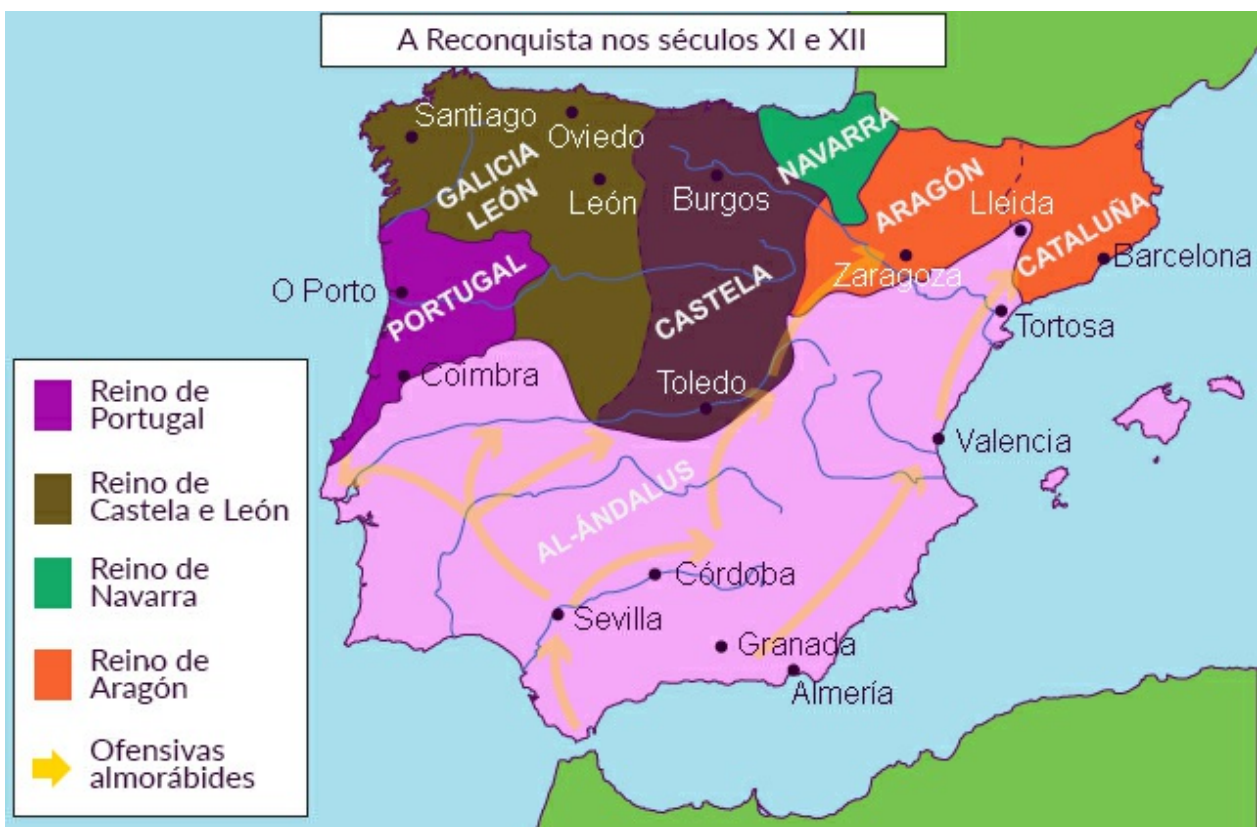 A Reconquista nos séculos XI e XII
Santiago
Oviedo
GALICIA
LEÓN
León
Burgos
NAVARRA
ARAGÓN
Lleida
CATALUÑA
Barcelona
Zaragoza
O Porto
PORTUGAL
CASTELA
Tortosa
Coimbra
Toledo
Valencia
AL-ÁNDALUS
Córdoba
Sevilla
Granada
Almería
Reino de
Portugal
Reino de
Castela e León
Reino de
Navarra
Reino de
Aragón
Ofensivas
almorábides